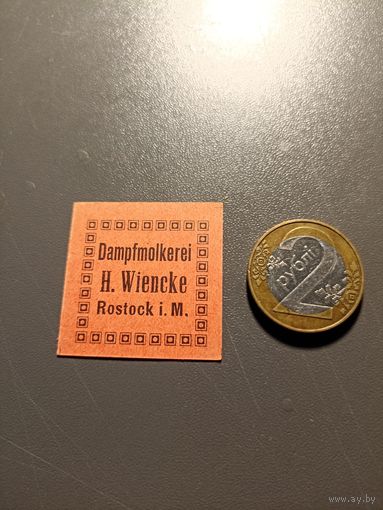 Dampfmolkerei
H. Wiencke
Rostock i. M.
2
рублі
www.ay.by